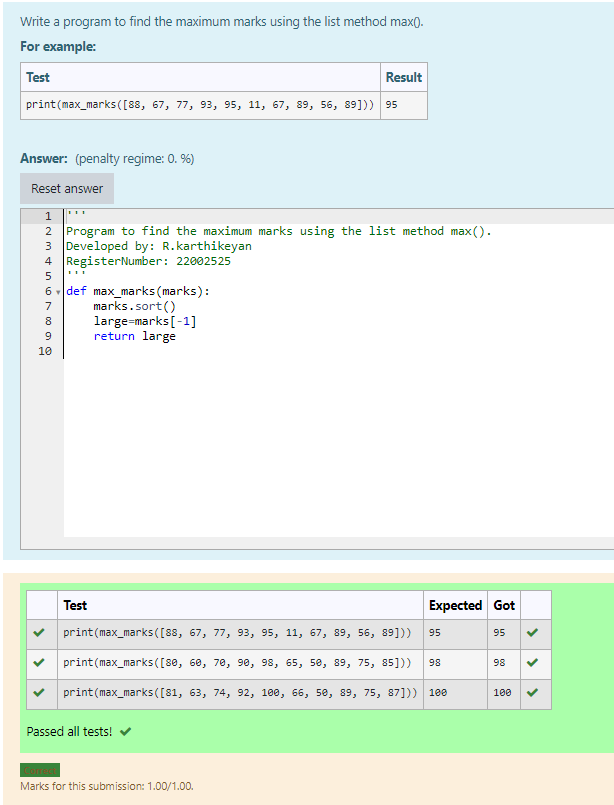 Write a program to find the maximum marks using the list method max().
For example:
Test Result
print(max_marks([88, 67, 77, 93, 95, 11, 67, 89, 56, 89])) 95
Answer: (penalty regime: 0. %)
Reset answer
1 '''
2 Program to find the maximum marks using the list method max().
3 Developed by: R.karthikeyan
4 RegisterNumber: 22002525
5 '''
6 def max_marks(marks):
7 marks.sort()
8 large=marks[-1]
9 return large
10
Test Expected Got
print(max_marks([88, 67, 77, 93, 95, 11, 67, 89, 56, 89])) 95 95
print(max_marks([80, 60, 70, 90, 98, 65, 50, 89, 75, 85])) 98 98
print(max_marks([81, 63, 74, 92, 100, 66, 50, 89, 75, 87])) 100 100
Passed all tests!
Marks for this submission: 1.00/1.00.